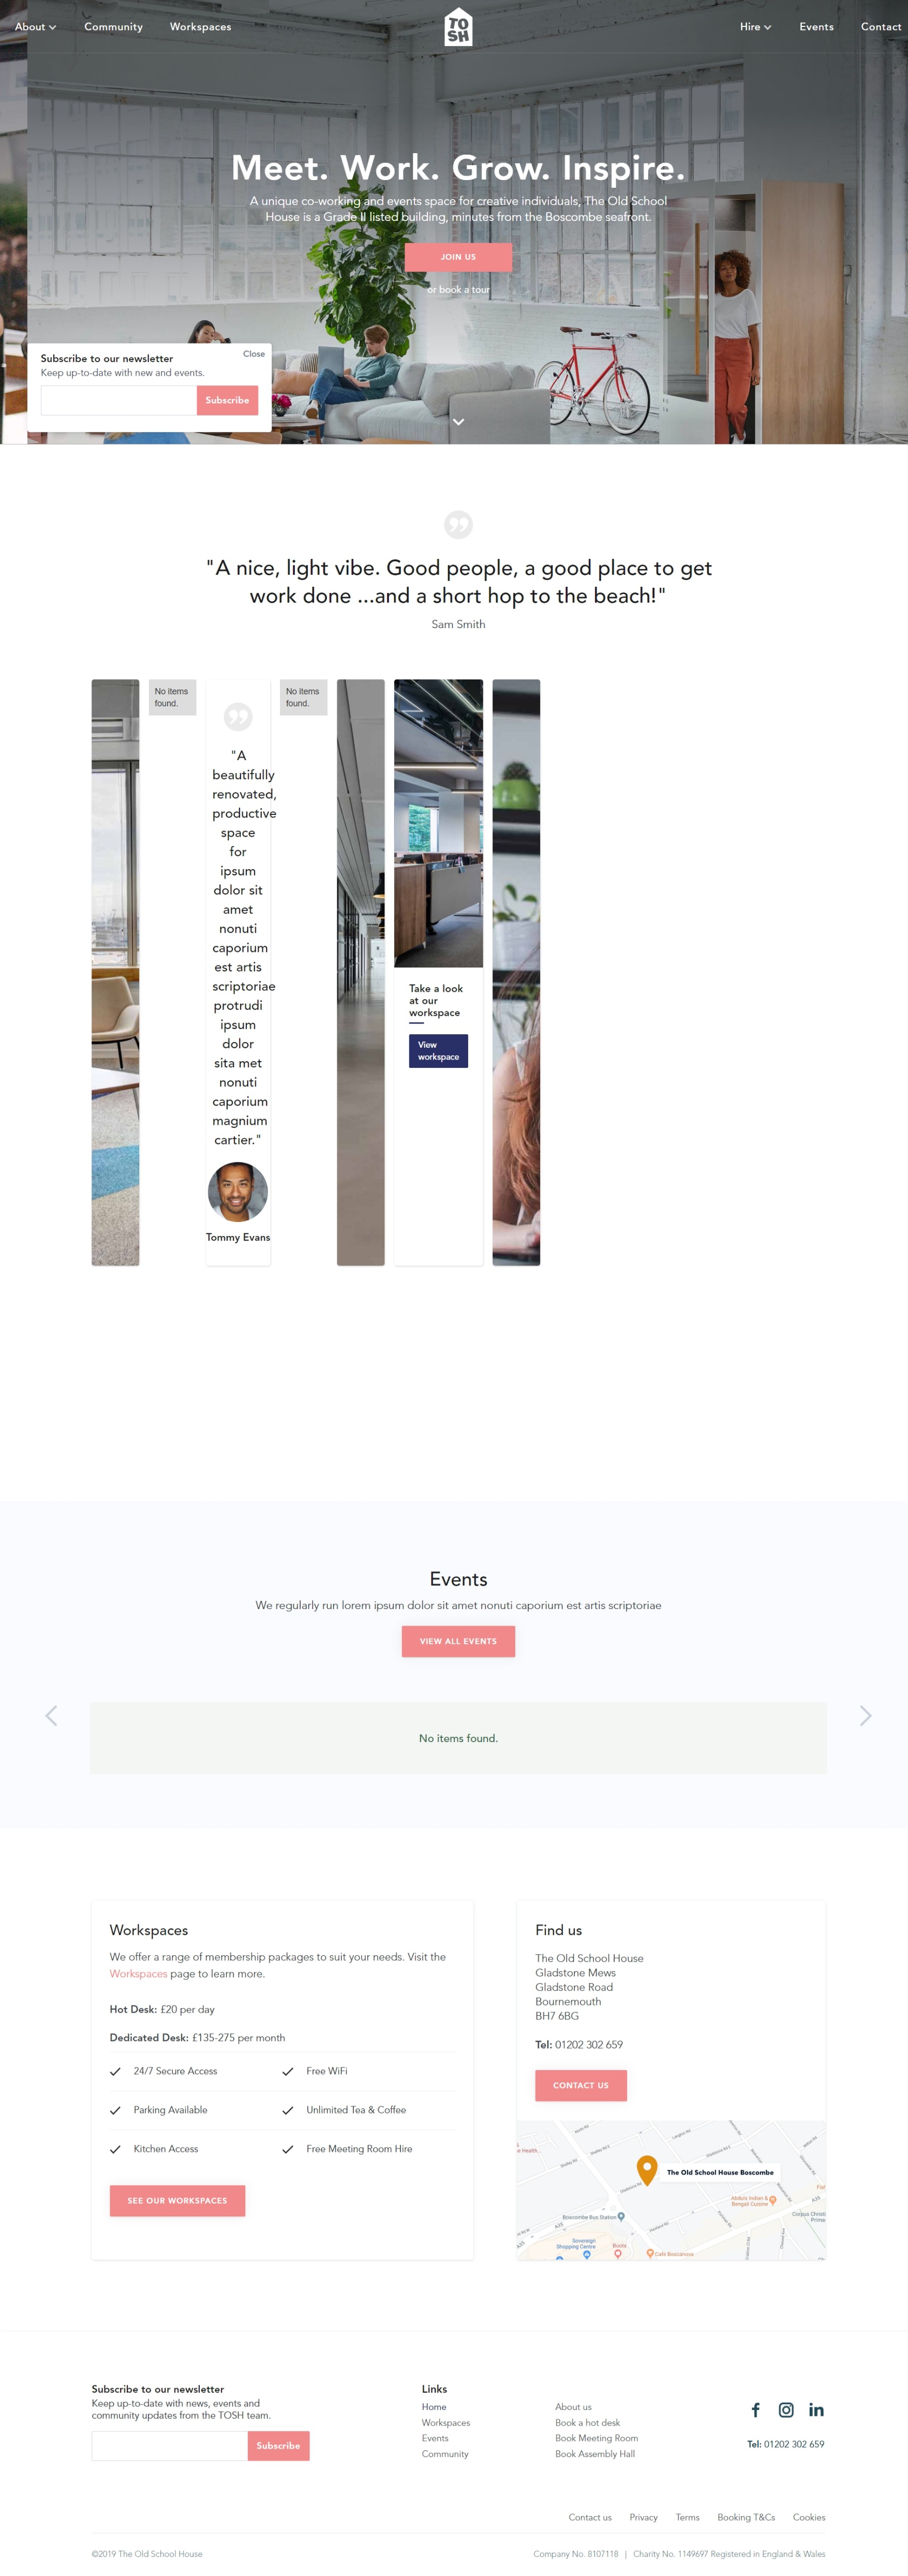 About
Community
Workspaces
TO
SH
Hire
Events
Contact
Meet. Work. Grow. Inspire.
A unique co-working and events space for creative individuals, The Old School
House is a Grade II listed building, minutes from the Boscombe seafront.
JOIN US
or book a tour
Close
Subscribe to our newsletter
Keep up-to-date with new and events.
Subscribe
"A nice, light vibe. Good people, a good place to get
work done ...and a short hop to the beach!"
Sam Smith
No items
found.
"A
beautifully
renovated,
productive
space
for
ipsum
dolor sit
amet
nonuti
caporium
est artis
scriptoriae
protrudi
ipsum
dolor
sita met
nonuti
caporium
magnium
cartier."
Tommy Evans
No items
found.
Take a look
at our
workspace
View
workspace
Events
We regularly run lorem ipsum dolor sit amet nonuti caporium est artis scriptoriae
VIEW ALL EVENTS
No items found.
Workspaces
We offer a range of membership packages to suit your needs. Visit the
Workspaces page to learn more.
Hot Desk: £20 per day
Dedicated Desk: £135-275 per month
24/7 Secure Access
Free WiFi
Parking Available
Unlimited Tea & Coffee
Kitchen Access
Free Meeting Room Hire
SEE OUR WORKSPACES
Find us
The Old School House
Gladstone Mews
Gladstone Road
Bournemouth
BH7 6BG
Tel: 01202 302 659
CONTACT US
The Old School House Boscombe
Abdul's Indian &
Bengali Cuisine
Corpus Christi
Boscombe Bus Station
Sovereign
Shopping Centre
Boots
Cafe Boscanova
Subscribe to our newsletter
Keep up-to-date with news, events and
community updates from the TOSH team.
Subscribe
Links
Home
Workspaces
Events
Community
About us
Book a hot desk
Book Meeting Room
Book Assembly Hall
Tel: 01202 302 659
Contact us
Privacy
Terms
Booking T&Cs
Cookies
©2019 The Old School House
Company No. 8107118 | Charity No. 1149697 Registered in England & Wales